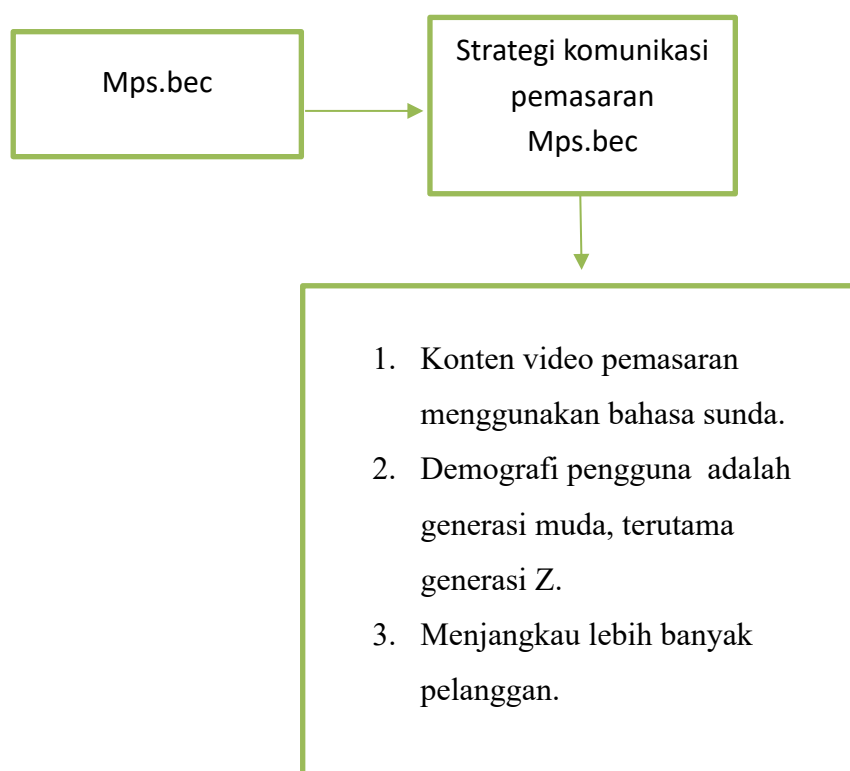 Mps.bec
Strategi komunikasi
pemasaran
Mps.bec
1. Konten video pemasaran
menggunakan bahasa sunda.
2. Demografi pengguna adalah
generasi muda, terutama
generasi Z.
3. Menjangkau lebih banyak
pelanggan.